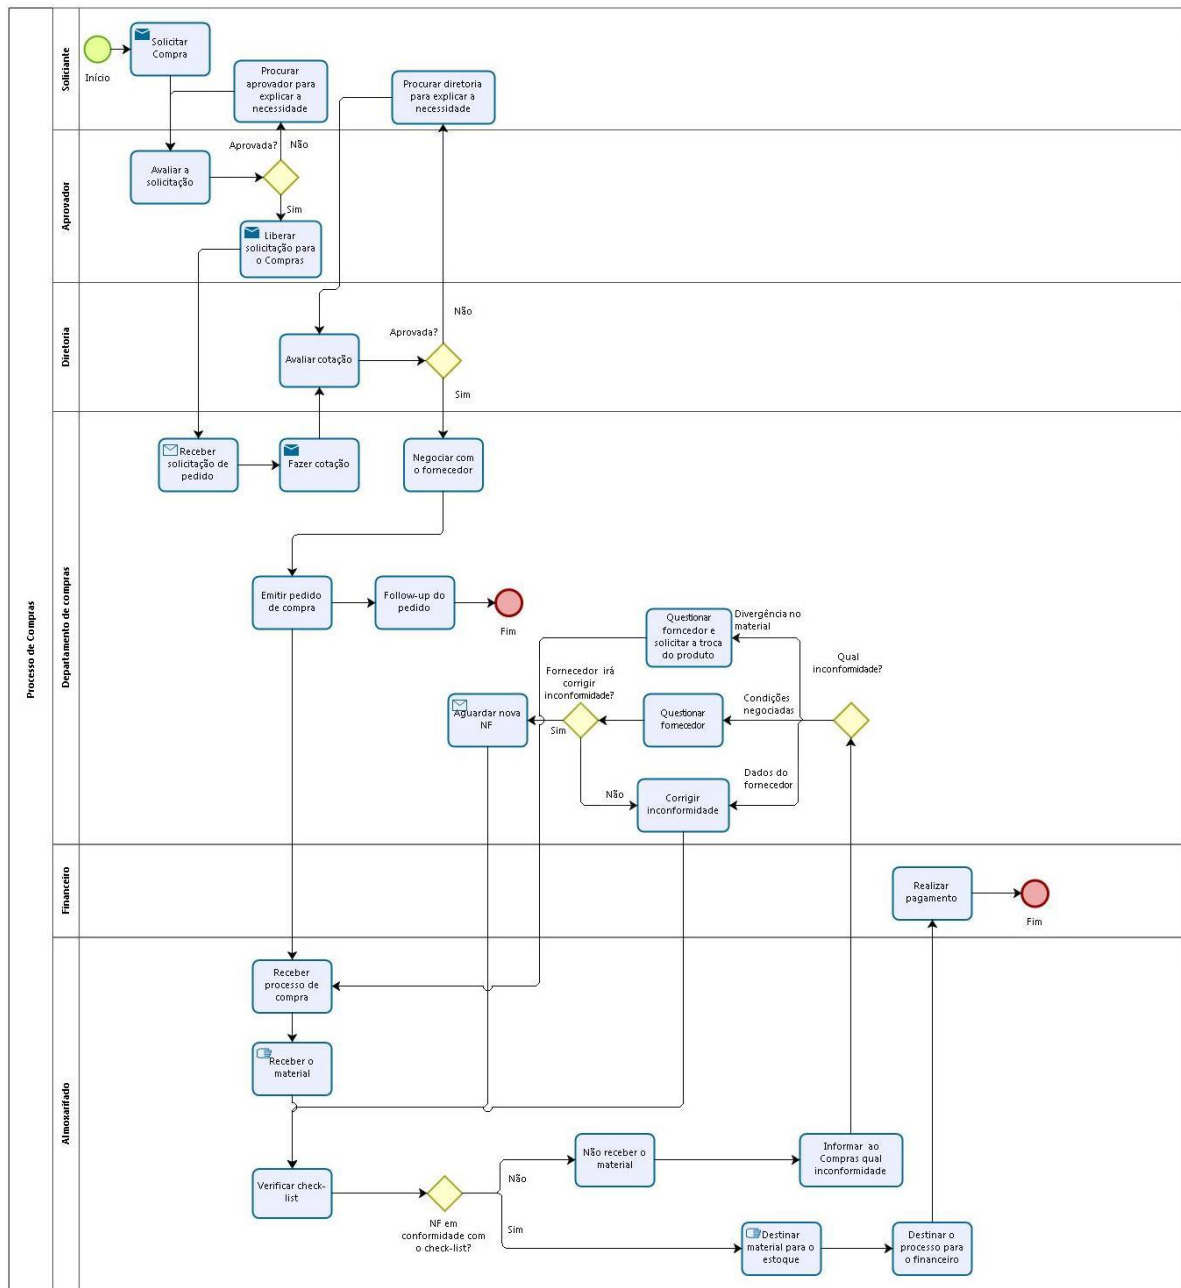 Processo de Compras
Soliciante
Início
Solicitar
Compra
Procurar
aprovador para
explicar a
necessidade
Procurar diretoria
para explicar a
necessidade
Aprovador
Aprovada?
Não
Avaliar a
solicitação
Sim
Liberar
solicitação para
o Compras
Diretoria
Não
Aprovada?
Avaliar cotação
Sim
Departamento de compras
Receber
solicitação de
pedido
Fazer cotação
Negociar com
o fornecedor
Emitir pedido
de compra
Follow-up do
pedido
Fim
Questionar
forncedor e
solicitar a troca
do produto
Divergência no
material
Qual
inconformidade?
Fornecedor irá
corrigir
inconformidade?
Condições
negociadas
Aguardar nova
NF
Sim
Questionar
fornecedor
Dados do
fornecedor
Não
Corrigir
inconformidade
Financeiro
Realizar
pagamento
Fim
Almoxarifado
Receber
processo de
compra
Receber o
material
Verificar check-
list
NF em
conformidade com
o check-list?
Não
Não receber o
material
Informar ao
Compras qual
inconformidade
Sim
Destinar
material para o
estoque
Destinar o
processo para
o financeiro